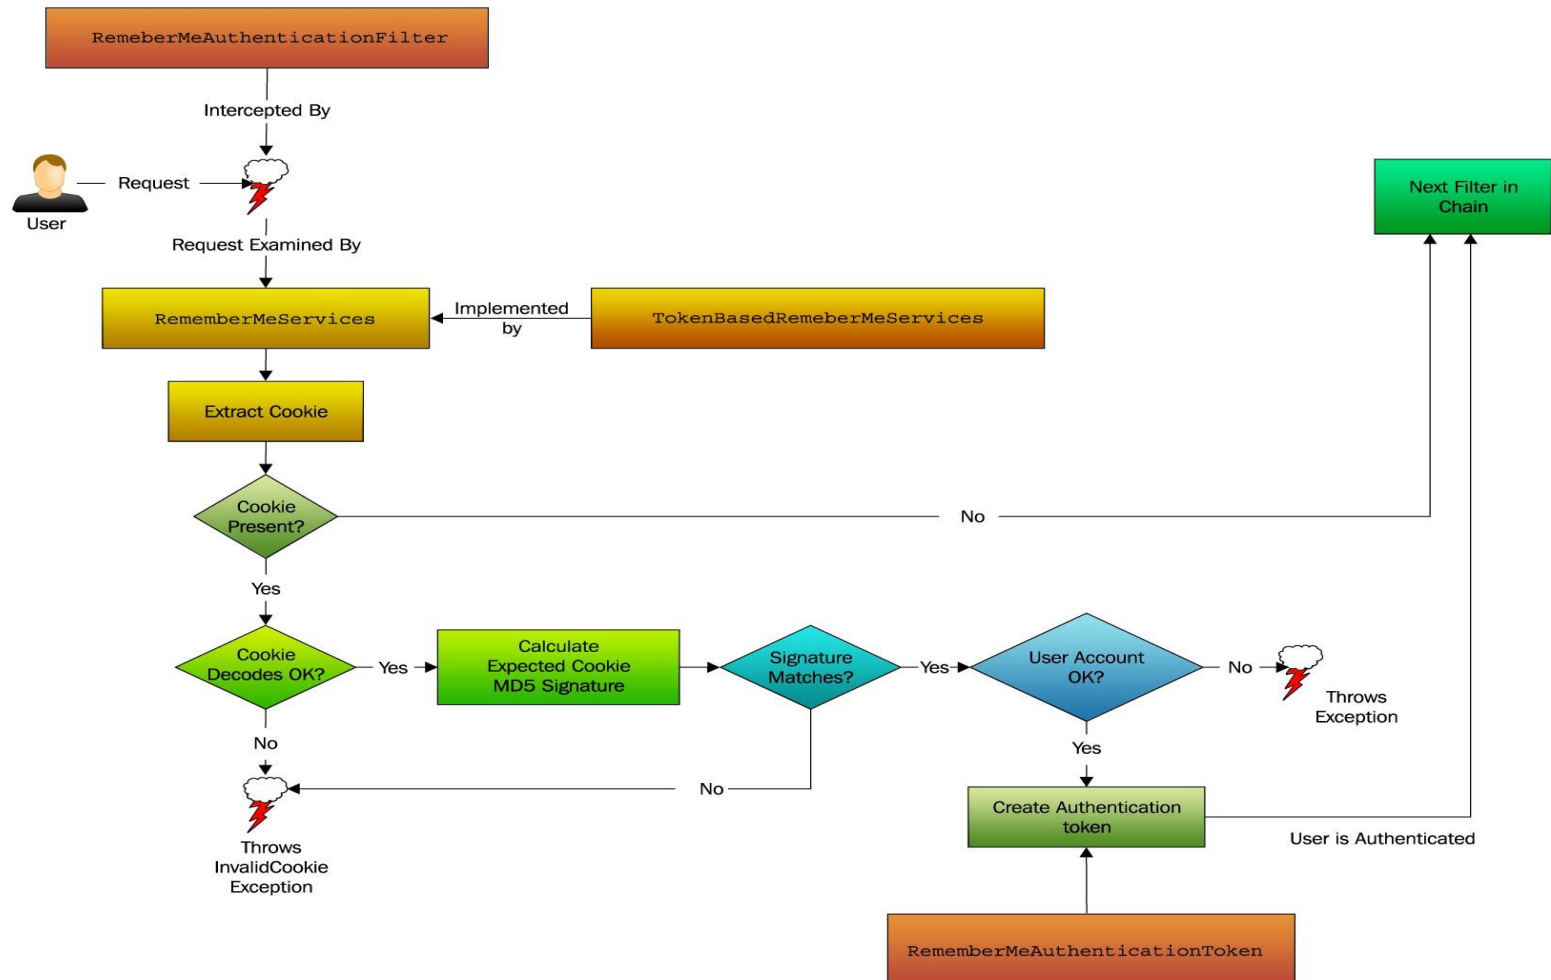 RemeberMeAuthenticationFilter
Intercepted By
Request
User
Next Filter in
Chain
Request Examined By
RememberMeServices
Implemented
by
TokenBasedRemeberMeServices
Extract Cookie
Cookie
Present?
No
Yes
Cookie
Decodes OK?
Yes
Calculate
Expected Cookie
MD5 Signature
Signature
Matches?
Yes
User Account
OK?
No
Throws
Exception
No
Yes
No
Throws
InvalidCookie
Exception
Create Authentication
token
User is Authenticated
RememberMeAuthenticationToken